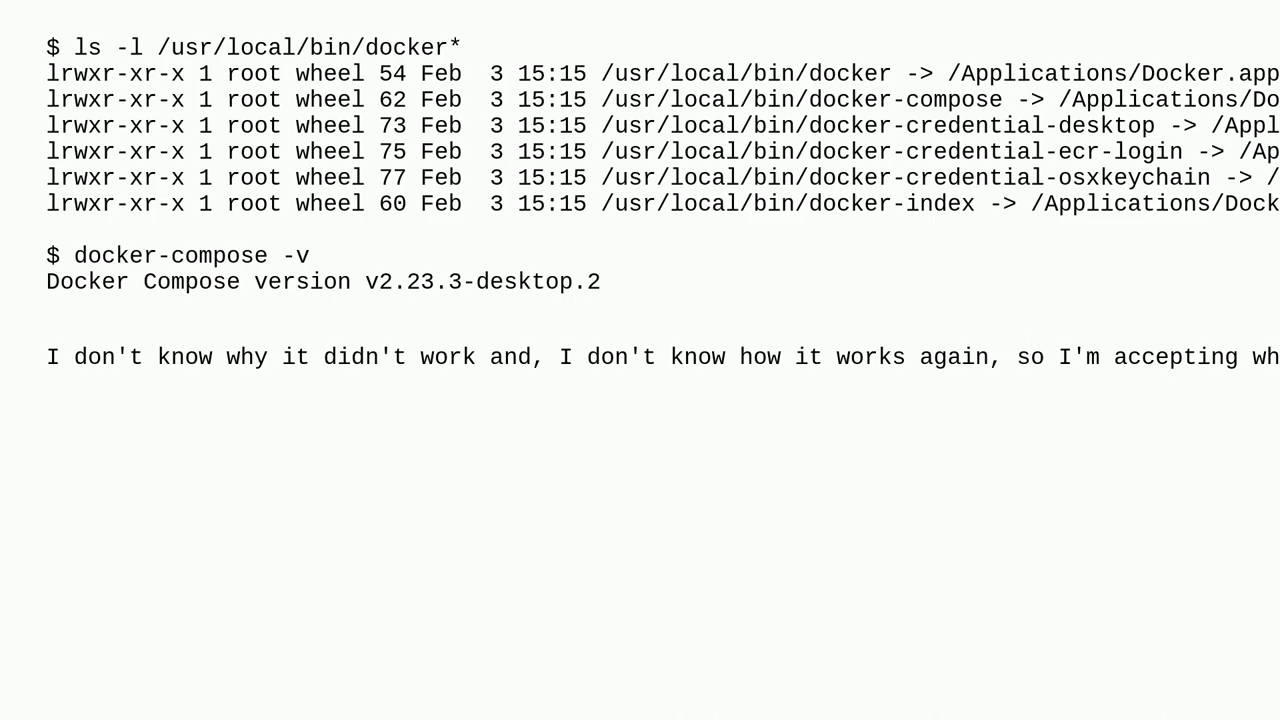 $ ls -l /usr/local/bin/docker*
lrwxr-xr-x 1 root wheel 54 Feb  3 15:15 /usr/local/bin/docker -> /Applications/Docker.app
lrwxr-xr-x 1 root wheel 62 Feb  3 15:15 /usr/local/bin/docker-compose -> /Applications/Do
lrwxr-xr-x 1 root wheel 73 Feb  3 15:15 /usr/local/bin/docker-credential-desktop -> /Appl
lrwxr-xr-x 1 root wheel 75 Feb  3 15:15 /usr/local/bin/docker-credential-ecr-login -> /Ap
lrwxr-xr-x 1 root wheel 77 Feb  3 15:15 /usr/local/bin/docker-credential-osxkeychain -> /
lrwxr-xr-x 1 root wheel 60 Feb  3 15:15 /usr/local/bin/docker-index -> /Applications/Dock
$ docker-compose -v
Docker Compose version v2.23.3-desktop.2
I don't know why it didn't work and, I don't know how it works again, so I'm accepting wh